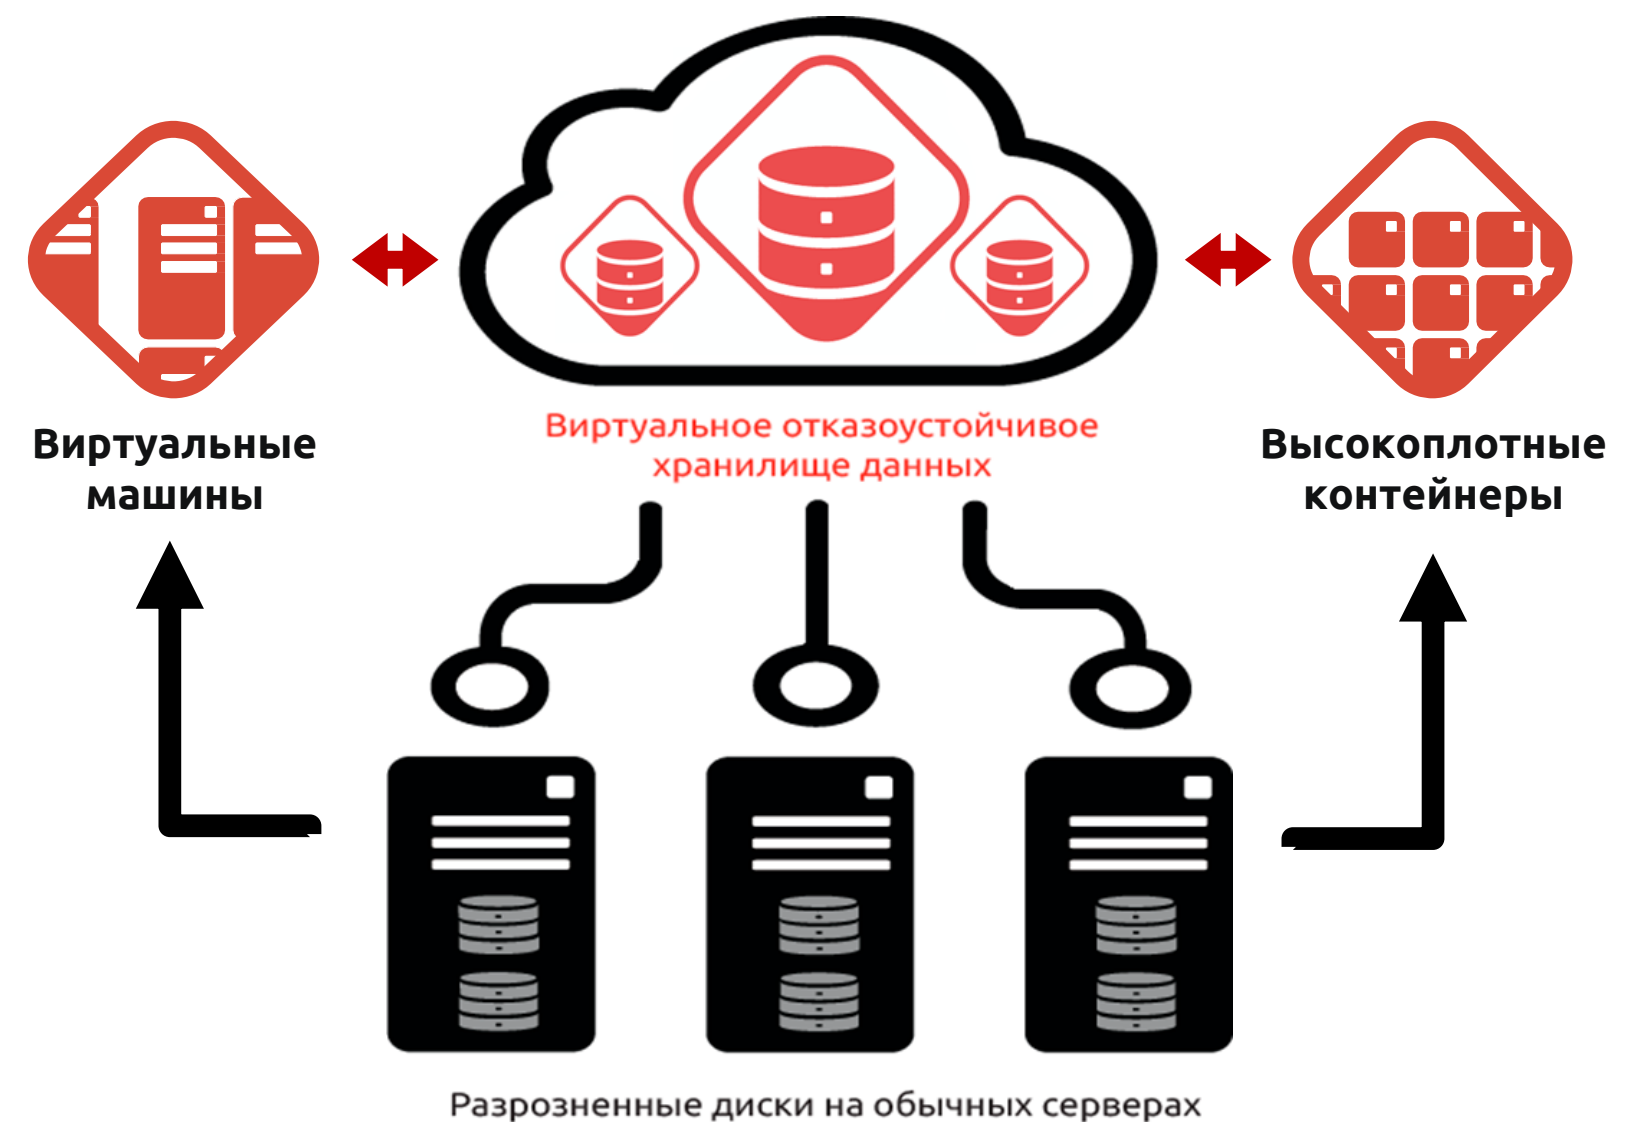 Виртуальное отказоустойчивое
хранилище данных
Виртуальные
машины
Высокоплотные
контейнеры
Разрозненные диски на обычных серверах